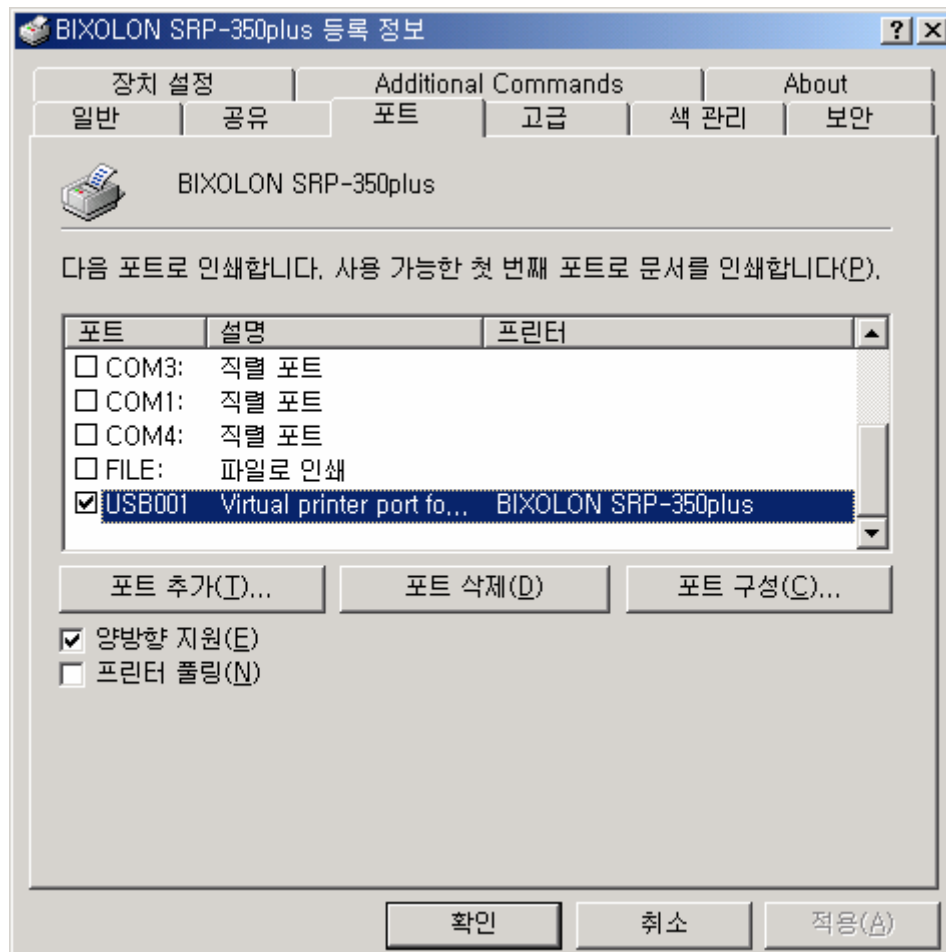 BIXOLON SRP-350plus 등록 정보
장치 설정 Additional Commands About
일반 공유 포트 고급 색 관리 보안
BIXOLON SRP-350plus
다음 포트로 인쇄합니다. 사용 가능한 첫 번째 포트로 문서를 인쇄합니다(P).
포트 설명 프린터
COM3: 직렬 포트
COM1: 직렬 포트
COM4: 직렬 포트
FILE: 파일로 인쇄
USB001 Virtual printer port fo... BIXOLON SRP-350plus
포트 추가(T)... 포트 삭제(D) 포트 구성(C)...
양방향 지원(E)
프린터 풀링(N)
확인 취소 적용(A)